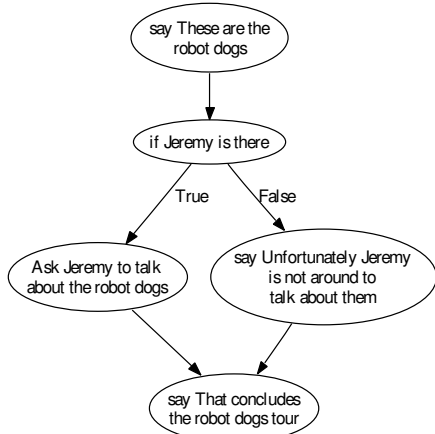 say These are the
robot dogs
if Jeremy is there
True
False
Ask Jeremy to talk
about the robot dogs
say Unfortunately Jeremy
is not around to
talk about them
say That concludes
the robot dogs tour